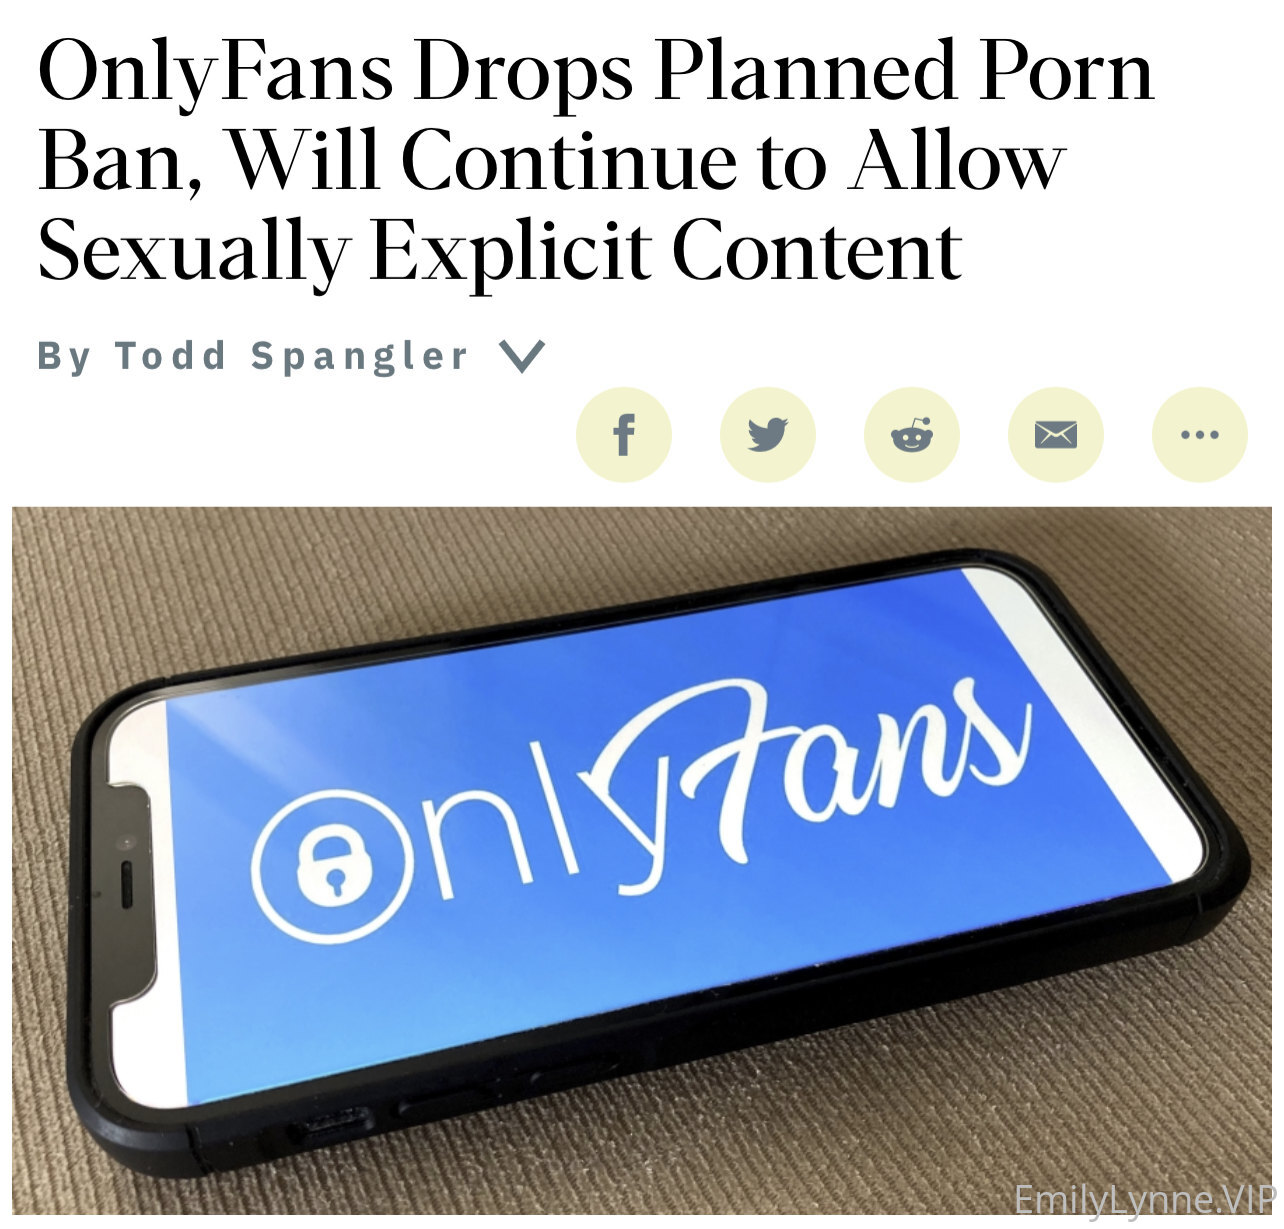 OnlyFans Drops Planned Porn
Ban, Will Continue to Allow
Sexually Explicit Content
By Todd Spangler
OnlyFans
EmilyLynne.VIP